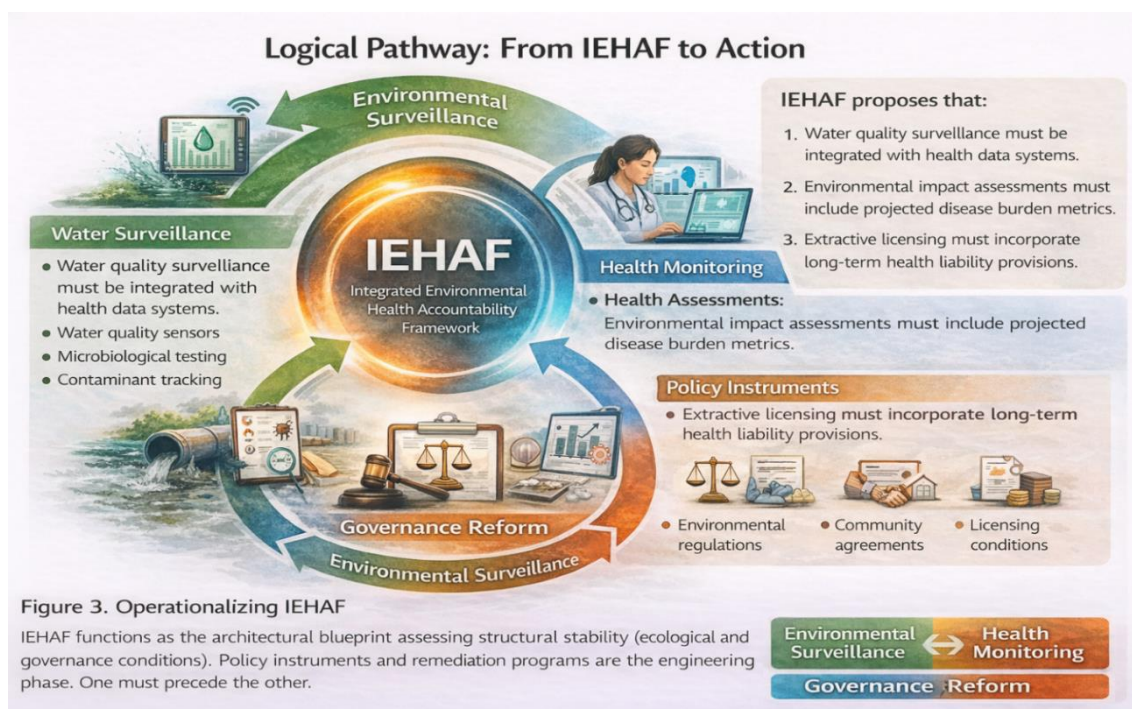 Logical Pathway: From IEHAF to Action
Environmental
Surveillance
IEHAF proposes that:
1. Water quality surveillance must be
integrated with health data systems.
2. Environmental impact assessments must
include projected disease burden metrics.
3. Extractive licensing must incorporate
long-term health liability provisions.
Water Surveillance
• Water quality surveillance
must be integrated with
health data systems.
• Water quality sensors
• Microbiological testing
• Contaminant tracking
IEHAF
Integrated Environmental
Health Accountability
Framework
Health Monitoring
• Health Assessments:
Environmental impact assessments must include projected
disease burden metrics.
Policy Instruments
• Extractive licensing must incorporate long-term
health liability provisions.
• Environmental
regulations
• Community
agreements
• Licensing
conditions
Governance Reform
Environmental Surveillance
Figure 3. Operationalizing IEHAF
IEHAF functions as the architectural blueprint assessing structural stability (ecological and
governance conditions). Policy instruments and remediation programs are the engineering
phase. One must precede the other.
Environmental
Surveillance
Health
Monitoring
Governance Reform